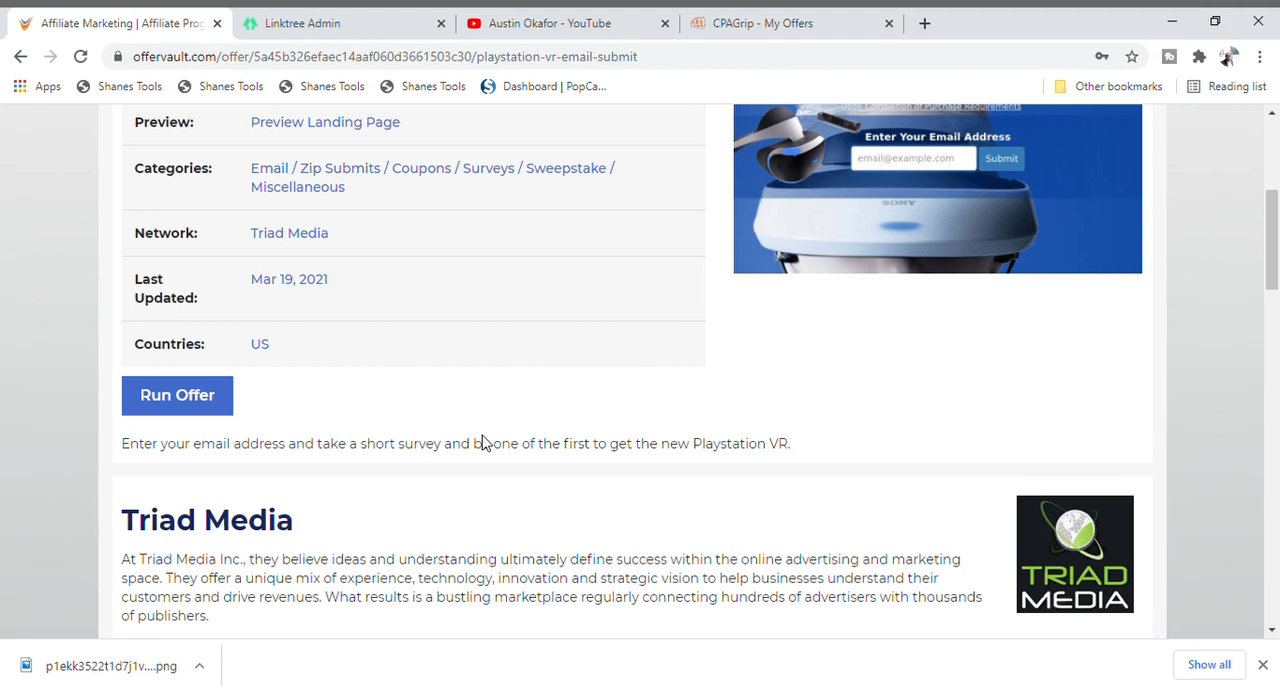 Affiliate Marketing | Affiliate Prog
Linktree Admin
Austin Okafor - YouTube
CPAGrip - My Offers
offervault.com/offer/5a45b326efaec14aaf060d3661503c30/playstation-vr-email-submit
Apps
Shanes Tools
Shanes Tools
Shanes Tools
Shanes Tools
Dashboard | PopCa...
Other bookmarks
Reading list
Preview:
Preview Landing Page
Categories:
Email / Zip Submits / Coupons / Surveys / Sweepstake /
Miscellaneous
Network:
Triad Media
Last
Updated:
Mar 19, 2021
Countries:
US
Upon Completion of Purchase Requirements
Enter Your Email Address
email@example.com
Submit
SONY
Run Offer
Enter your email address and take a short survey and be one of the first to get the new Playstation VR.
Triad Media
At Triad Media Inc., they believe ideas and understanding ultimately define success within the online advertising and marketing
space. They offer a unique mix of experience, technology, innovation and strategic vision to help businesses understand their
customers and drive revenues. What results is a bustling marketplace regularly connecting hundreds of advertisers with thousands
of publishers.
TRIAD
MEDIA
p1ekk3522t1d7j1v....png
Show all